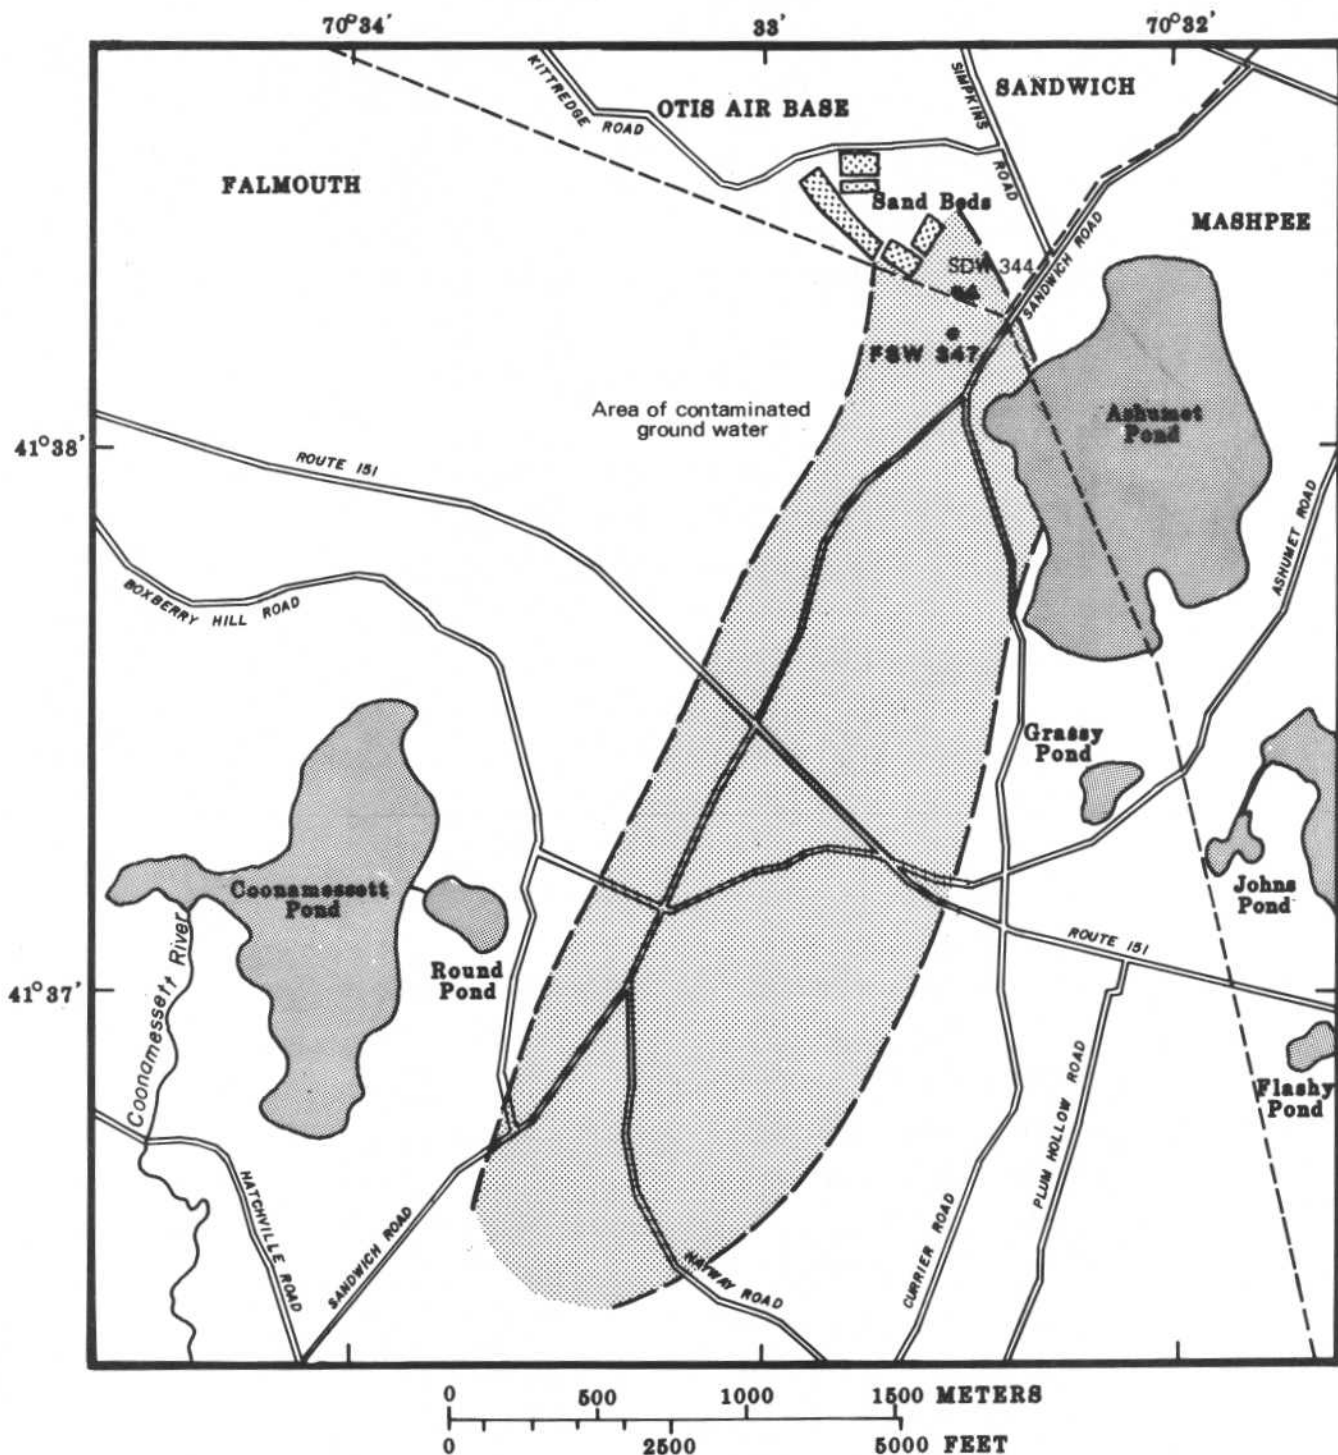 70°34'
33'
70°32'
KITTREDGE
ROAD
OTIS AIR BASE
SIMPKINS
ROAD
SANDWICH
FALMOUTH
Sand Beds
MASHPEE
SANDWICH ROAD
SDW 344
FSW 347
Area of contaminated
ground water
Ashumet
Pond
41°38'
ROUTE 151
ASHUMET ROAD
BOXBERRY HILL ROAD
Grassy
Pond
Coonamessett
Pond
Johns
Pond
Round
Pond
ROUTE 151
41°37'
Coonamessett River
Flashy
Pond
PLUM HOLLOW ROAD
HATCHVILLE ROAD
SANDWICH ROAD
HAYWAY ROAD
CURRIER ROAD
0 500 1000 1500 METERS
0 2500 5000 FEET